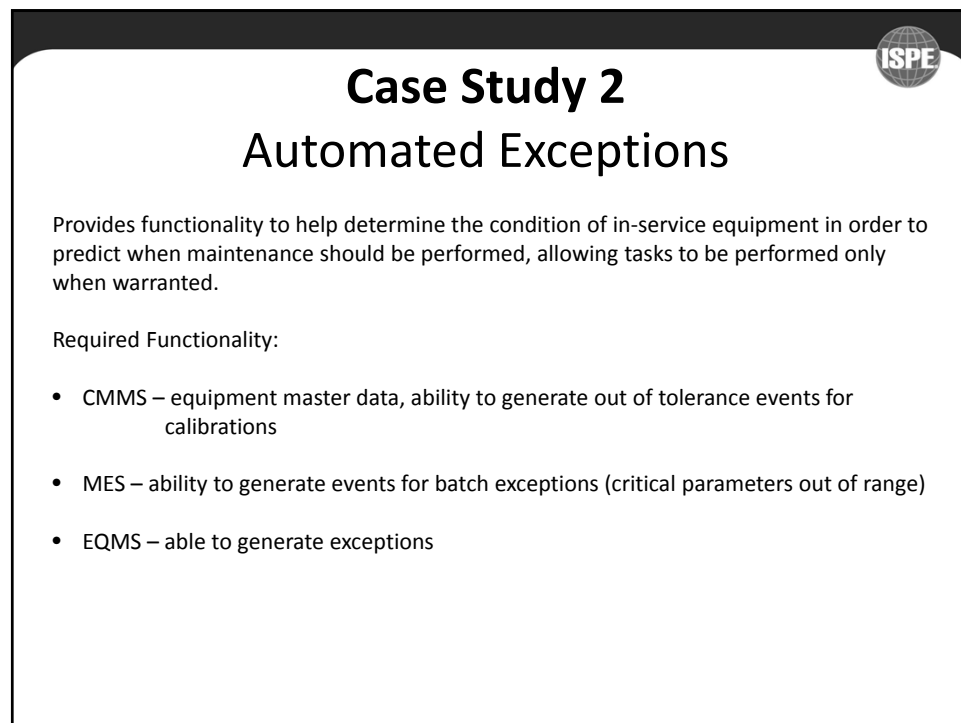 ISPE
Case Study 2
Automated Exceptions
Provides functionality to help determine the condition of in-service equipment in order to
predict when maintenance should be performed, allowing tasks to be performed only
when warranted.
Required Functionality:
• CMMS – equipment master data, ability to generate out of tolerance events for
calibrations
• MES – ability to generate events for batch exceptions (critical parameters out of range)
• EQMS – able to generate exceptions